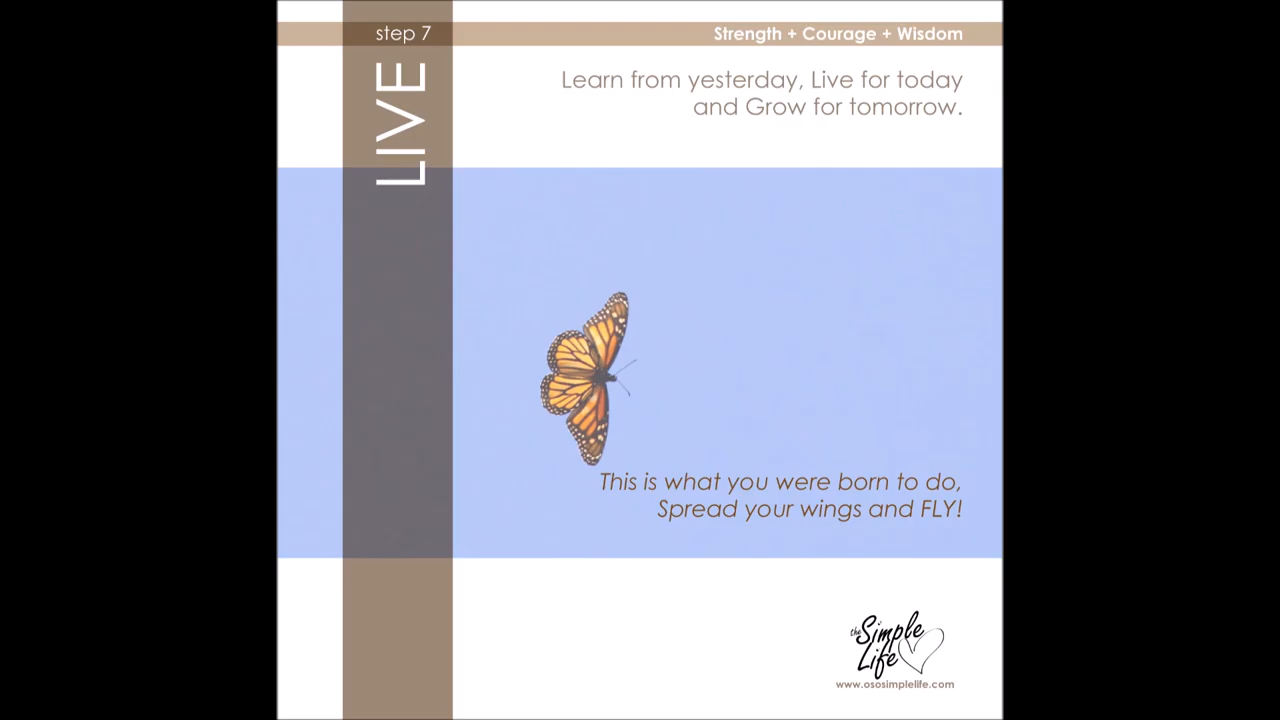 step 7
Strength + Courage + Wisdom
LIVE
Learn from yesterday, Live for today
and Grow for tomorrow.
This is what you were born to do,
Spread your wings and FLY!
the Simple
Life
www.ososimplelife.com